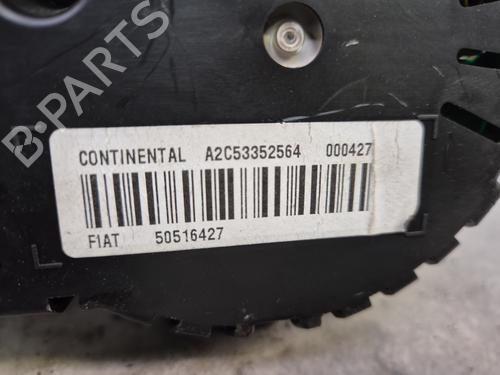 B-PARTS
CONTINENTAL A2C53352564 000427
FIAT 50516427